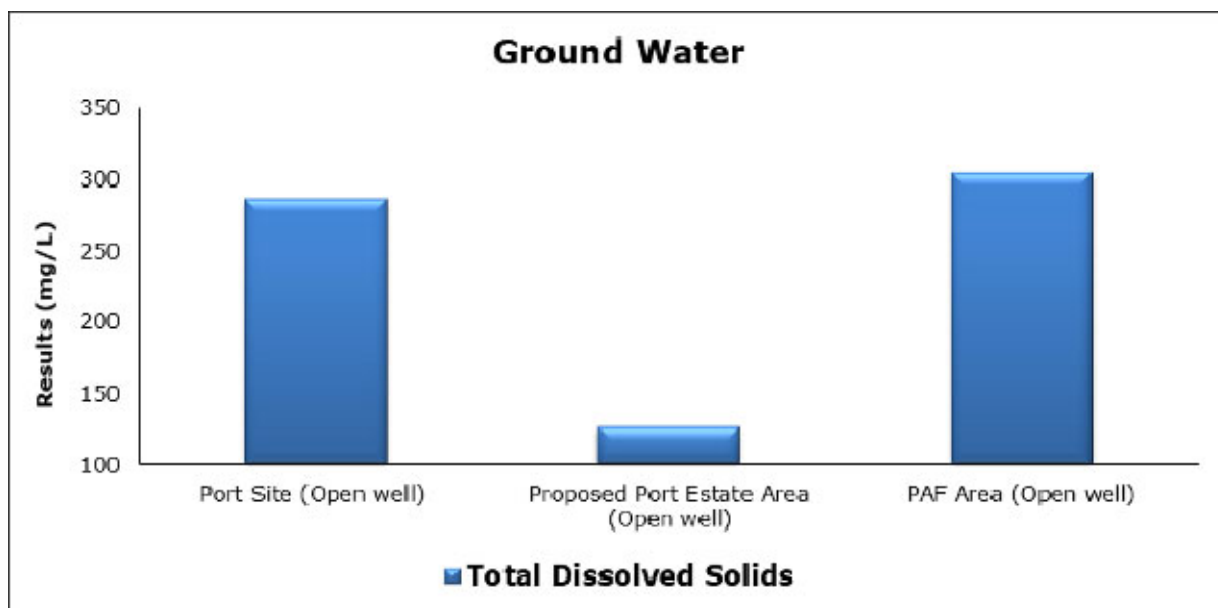 Ground Water
350
300
250
200
150
100
Results (mg/L)
Port Site (Open well)
Proposed Port Estate Area
(Open well)
PAF Area (Open well)
Total Dissolved Solids